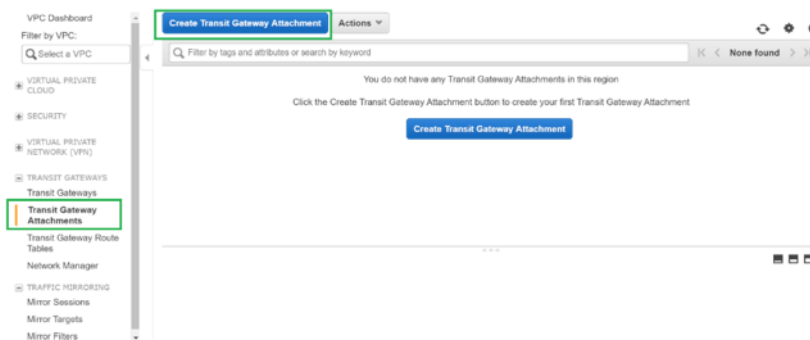 VPC Dashboard
Filter by VPC:
Select a VPC
VIRTUAL PRIVATE
CLOUD
SECURITY
VIRTUAL PRIVATE
NETWORK (VPN)
TRANSIT GATEWAYS
Transit Gateways
Transit Gateway
Attachments
Transit Gateway Route
Tables
Network Manager
TRAFFIC MIRRORING
Mirror Sessions
Mirror Targets
Mirror Filters
Create Transit Gateway Attachment Actions
Filter by tags and attributes or search by keyword None found
You do not have any Transit Gateway Attachments in this region
Click the Create Transit Gateway Attachment button to create your first Transit Gateway Attachment
Create Transit Gateway Attachment